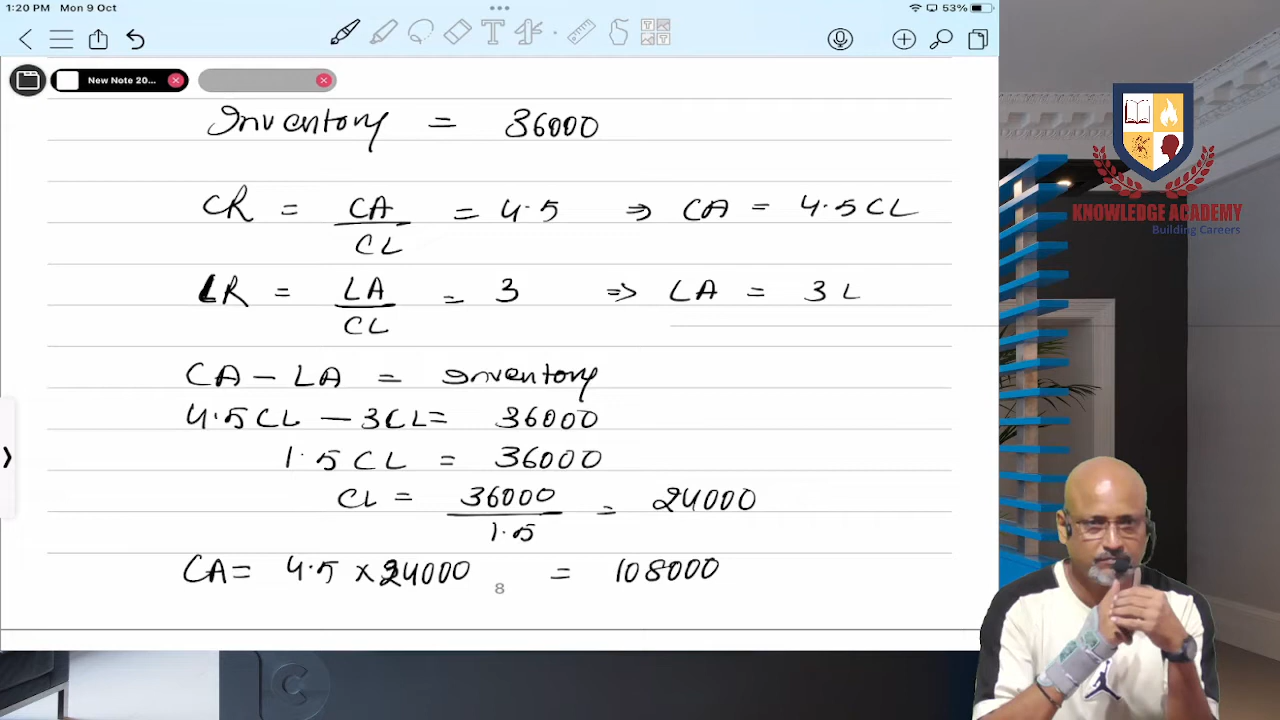 1:20 PM Mon 9 Oct
53%
New Note 20...
Inventory = 36000
CR = CA/CL = 4.5 ⇒ CA = 4.5CL
LR = LA/CL = 3 ⇒ LA = 3L
CA - LA = Inventory
4.5CL - 3CL = 36000
1.5CL = 36000
CL = 36000/1.5 = 24000
CA = 4.5 x 24000 = 108000
8
KNOWLEDGE ACADEMY
Building Careers